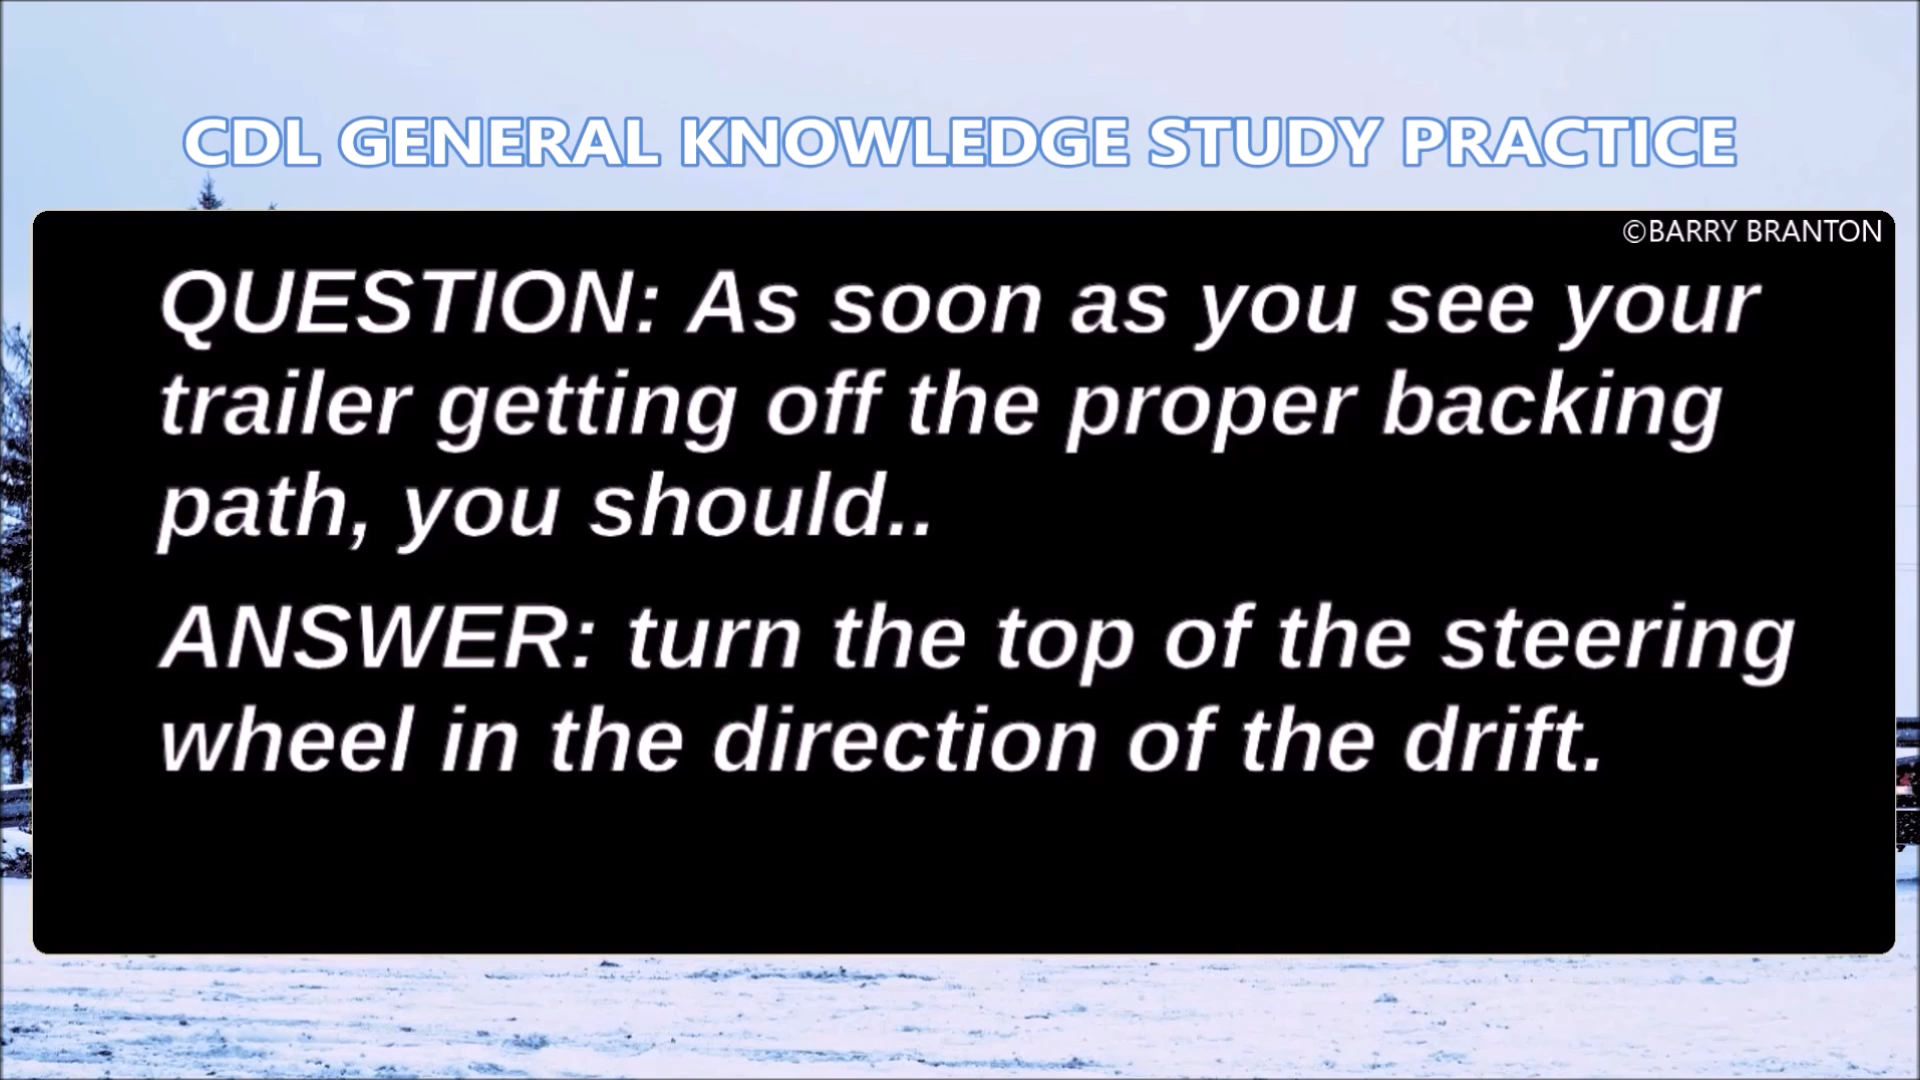 CDL GENERAL KNOWLEDGE STUDY PRACTICE
©BARRY BRANTON
QUESTION: As soon as you see your
trailer getting off the proper backing
path, you should..
ANSWER: turn the top of the steering
wheel in the direction of the drift.